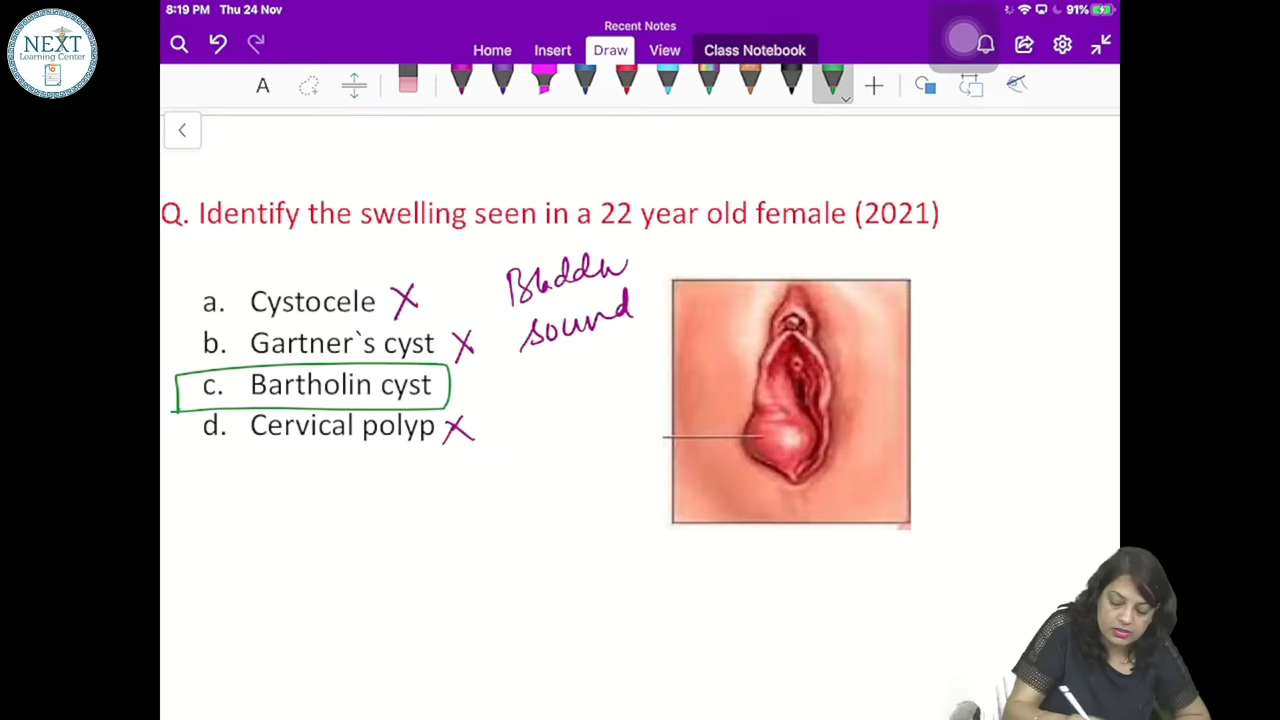 8:19 PM Thu 24 Nov
91%
NEXT
Learning Center
Recent Notes
Home Insert Draw View Class Notebook
A
Q. Identify the swelling seen in a 22 year old female (2021)
a. Cystocele X
b. Gartner`s cyst X
c. Bartholin cyst
d. Cervical polyp X
Bladder
sound